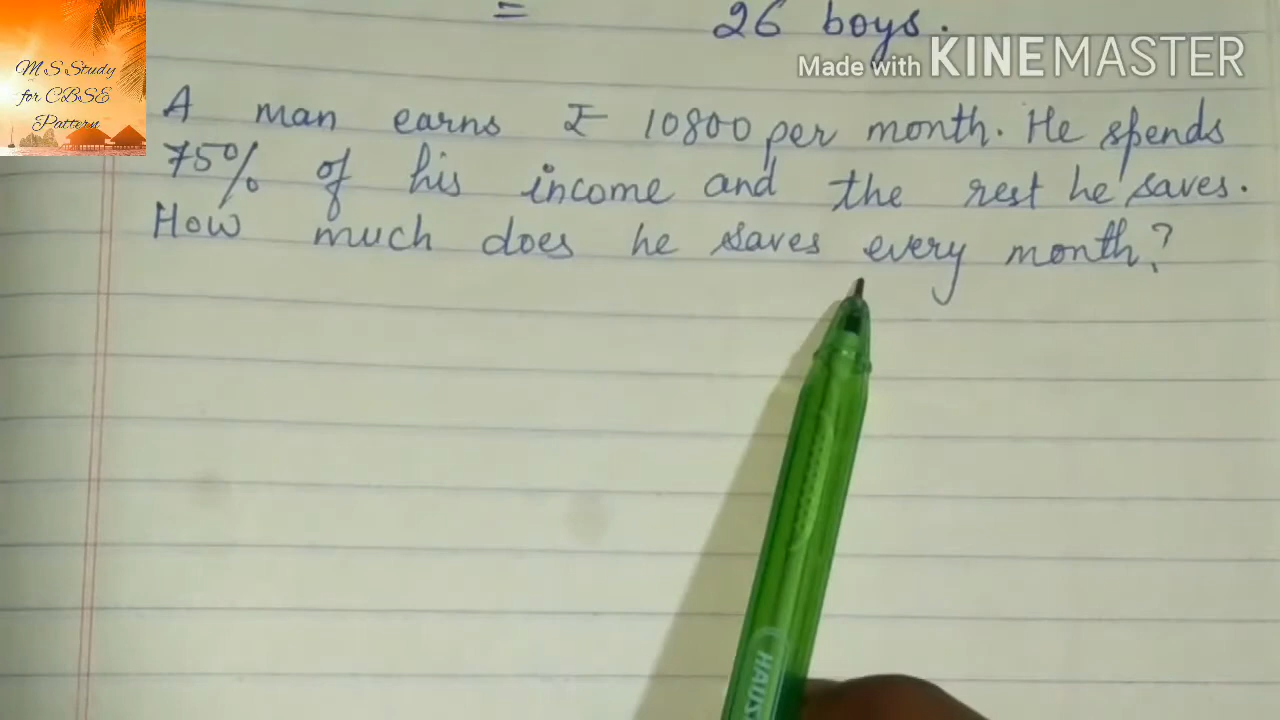 = 26 boys.
Made with KINEMASTER
M.S Study
for CBSE
Pattern
A man earns ₹ 10800 per month. He spends
75% of his income and the rest he saves.
How much does he saves every month?
HAUS